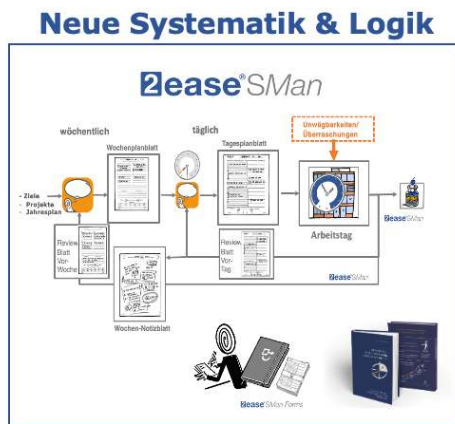 Neue Systematik & Logik
2ease® SMan
wöchentlich
täglich
Unwägbarkeiten/
Überraschungen
Wochenplanblatt
Tagesplanblatt
- Ziele
- Projekte
- Jahresplan
Arbeitstag
2ease SMan
Review
Blatt
Vor-
Woche
Review
Blatt
Vor-
Tag
2ease SMan
Wochen-Notizblatt
2ease SMan Forms